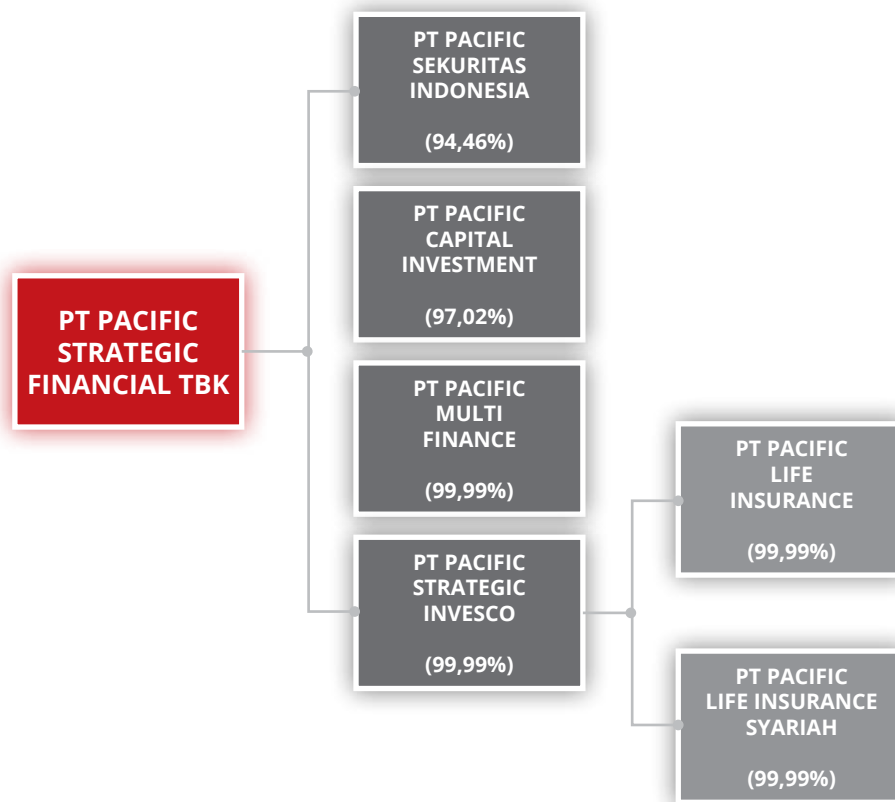 PT PACIFIC
STRATEGIC
FINANCIAL TBK
PT PACIFIC
SEKURITAS
INDONESIA
(94,46%)
PT PACIFIC
CAPITAL
INVESTMENT
(97,02%)
PT PACIFIC
MULTI
FINANCE
(99,99%)
PT PACIFIC
STRATEGIC
INVESCO
(99,99%)
PT PACIFIC
LIFE
INSURANCE
(99,99%)
PT PACIFIC
LIFE INSURANCE
SYARIAH
(99,99%)